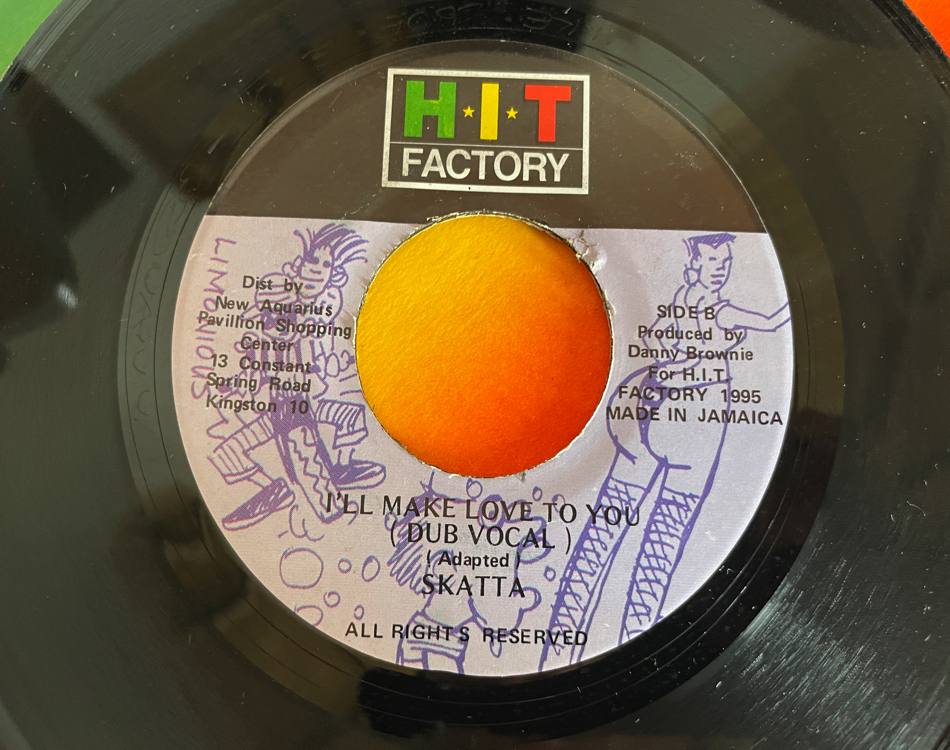 H.I.T
FACTORY
LIMONIOUS
Dist by
New Aquarius
Pavillion Shopping
Center
13 Constant
Spring Road
Kingston 10
SIDE B
Produced by
Danny Brownie
For H.I.T
FACTORY 1995
MADE IN JAMAICA
I'LL MAKE LOVE TO YOU
( DUB VOCAL )
( Adapted )
SKATTA
ALL RIGHTS RESERVED